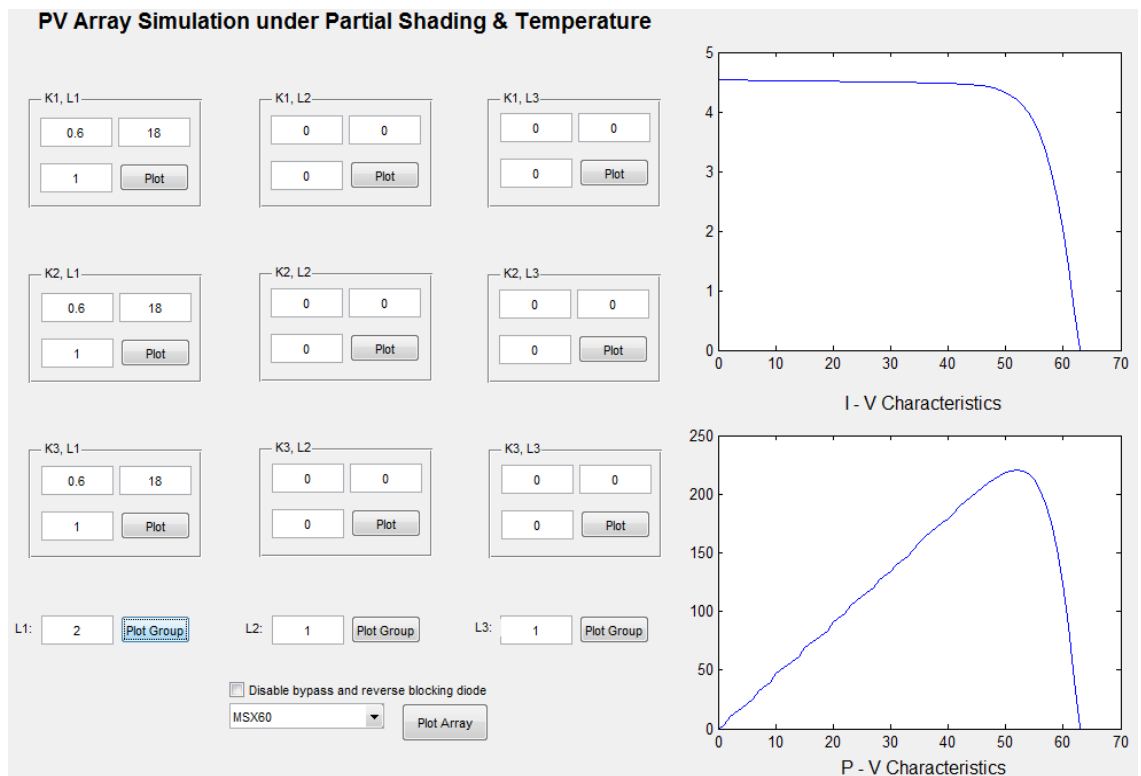 PV Array Simulation under Partial Shading & Temperature
K1, L1
0.6 18
1 Plot
K1, L2
0 0
0 Plot
K1, L3
0 0
0 Plot
K2, L1
0.6 18
1 Plot
K2, L2
0 0
0 Plot
K2, L3
0 0
0 Plot
K3, L1
0.6 18
1 Plot
K3, L2
0 0
0 Plot
K3, L3
0 0
0 Plot
L1: 2 Plot Group
L2: 1 Plot Group
L3: 1 Plot Group
Disable bypass and reverse blocking diode
MSX60
Plot Array
5
4
3
2
1
0
0 10 20 30 40 50 60 70
I - V Characteristics
250
200
150
100
50
0
0 10 20 30 40 50 60 70
P - V Characteristics